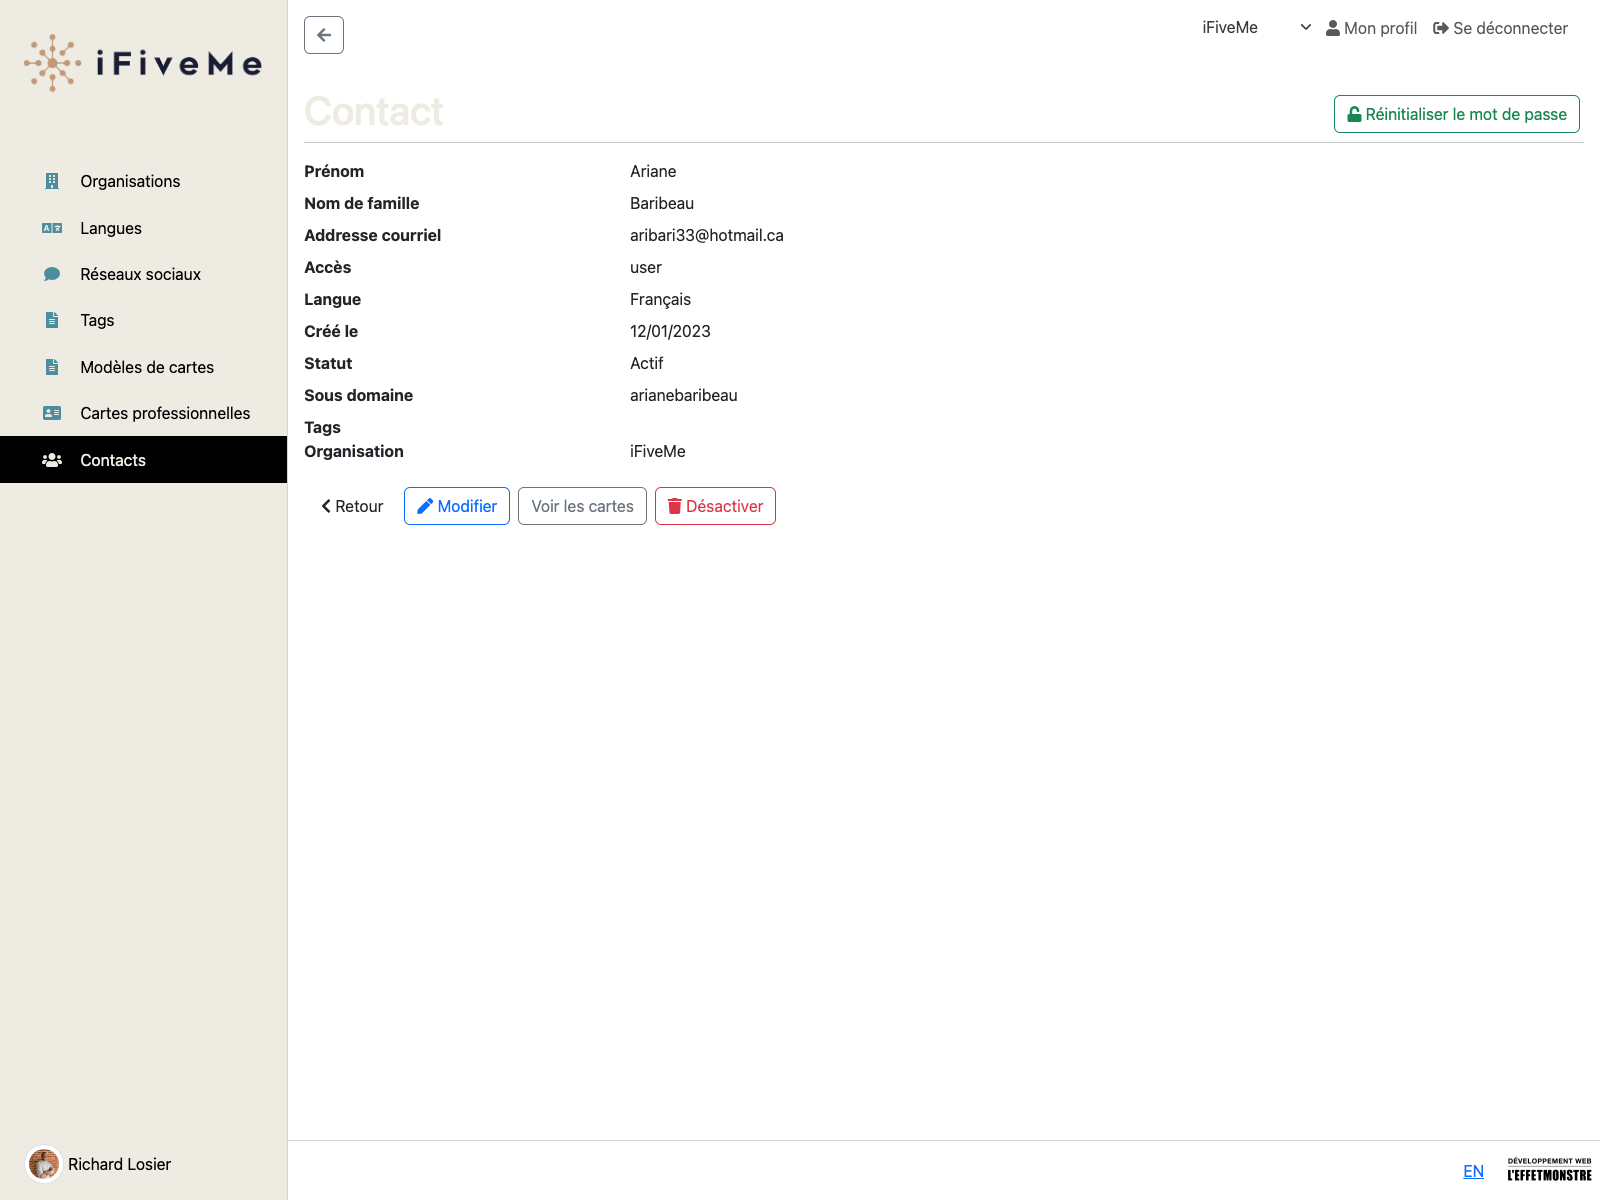 iFiveMe
Organisations
Langues
Réseaux sociaux
Tags
Modèles de cartes
Cartes professionnelles
Contacts
Richard Losier
iFiveMe Mon profil Se déconnecter
Contact
Réinitialiser le mot de passe
Prénom Ariane
Nom de famille Baribeau
Addresse courriel aribari33@hotmail.ca
Accès user
Langue Français
Créé le 12/01/2023
Statut Actif
Sous domaine arianebaribeau
Tags
Organisation iFiveMe
Retour Modifier Voir les cartes Désactiver
EN
DÉVELOPPEMENT WEB
L'EFFETMONSTRE